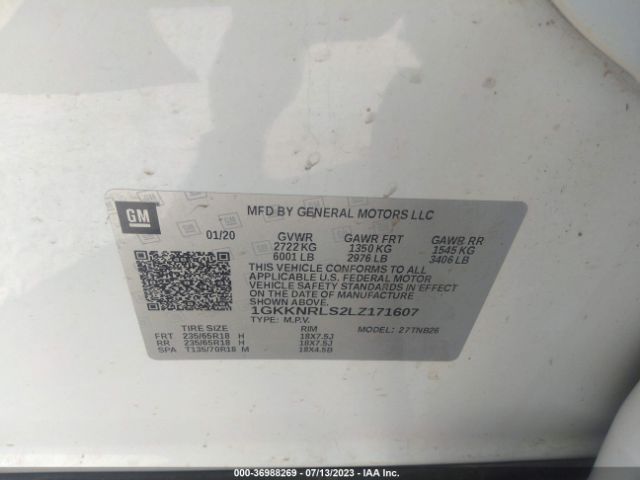 GM
MFD BY GENERAL MOTORS LLC
01/20 GVWR GAWR FRT GAWR RR
2722 KG 1350 KG 1545 KG
6001 LB 2976 LB 3406 LB
THIS VEHICLE CONFORMS TO ALL
APPLICABLE U.S. FEDERAL MOTOR
VEHICLE SAFETY STANDARDS IN EFFECT
ON THE DATE OF MANUFACTURE
SHOWN ABOVE.
1GKKNRLS2LZ171607
TYPE: M.P.V. MODEL: 27TNB26
TIRE SIZE RIM
FRT 235/65R18 H 18X7.5J
RR 235/65R18 H 18X7.5J
SPA T135/70R18 M 18X4.5B
000-36988269 - 07/13/2023 - IAA Inc.